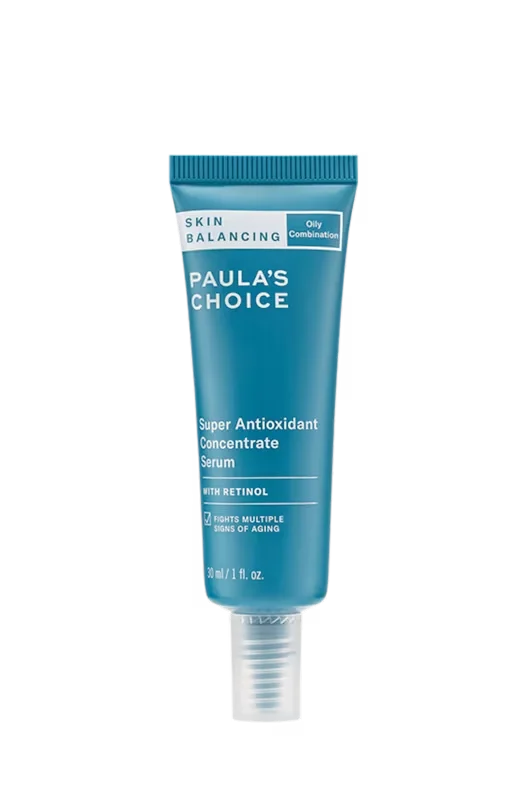 SKIN
BALANCING
Oily
Combination
PAULA'S
CHOICE
Super Antioxidant
Concentrate
Serum
WITH RETINOL
FIGHTS MULTIPLE
SIGNS OF AGING
30 ml / 1 fl. oz.